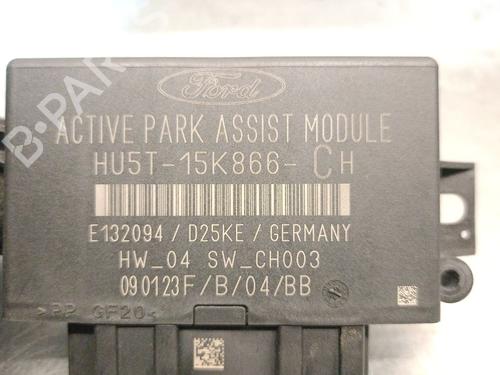 Ford
ACTIVE PARK ASSIST MODULE
HU5T-15K866-CH
E132094 / D25KE / GERMANY
HW_04 SW_CH003
090123F/B/04/BB
>PP GF20<
B-PARTS